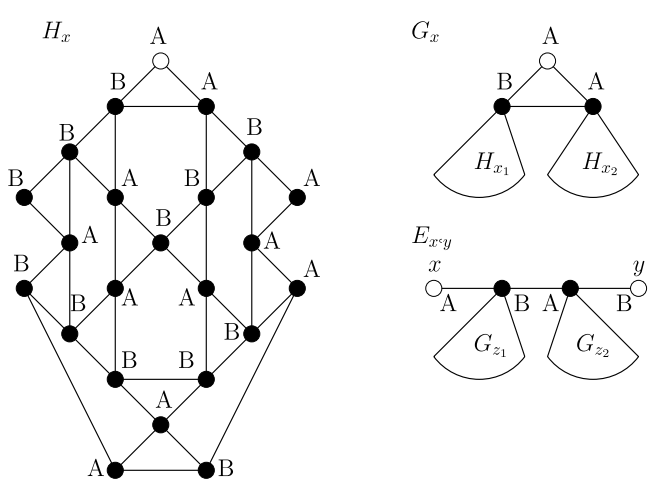 H_x
A
B A
B B
B A B A
B
A A
B A
B A A B
B B
A
A B
G_x
A
B A
H_{x_1} H_{x_2}
E_{x,y}
x y
A B A B
G_{z_1} G_{z_2}